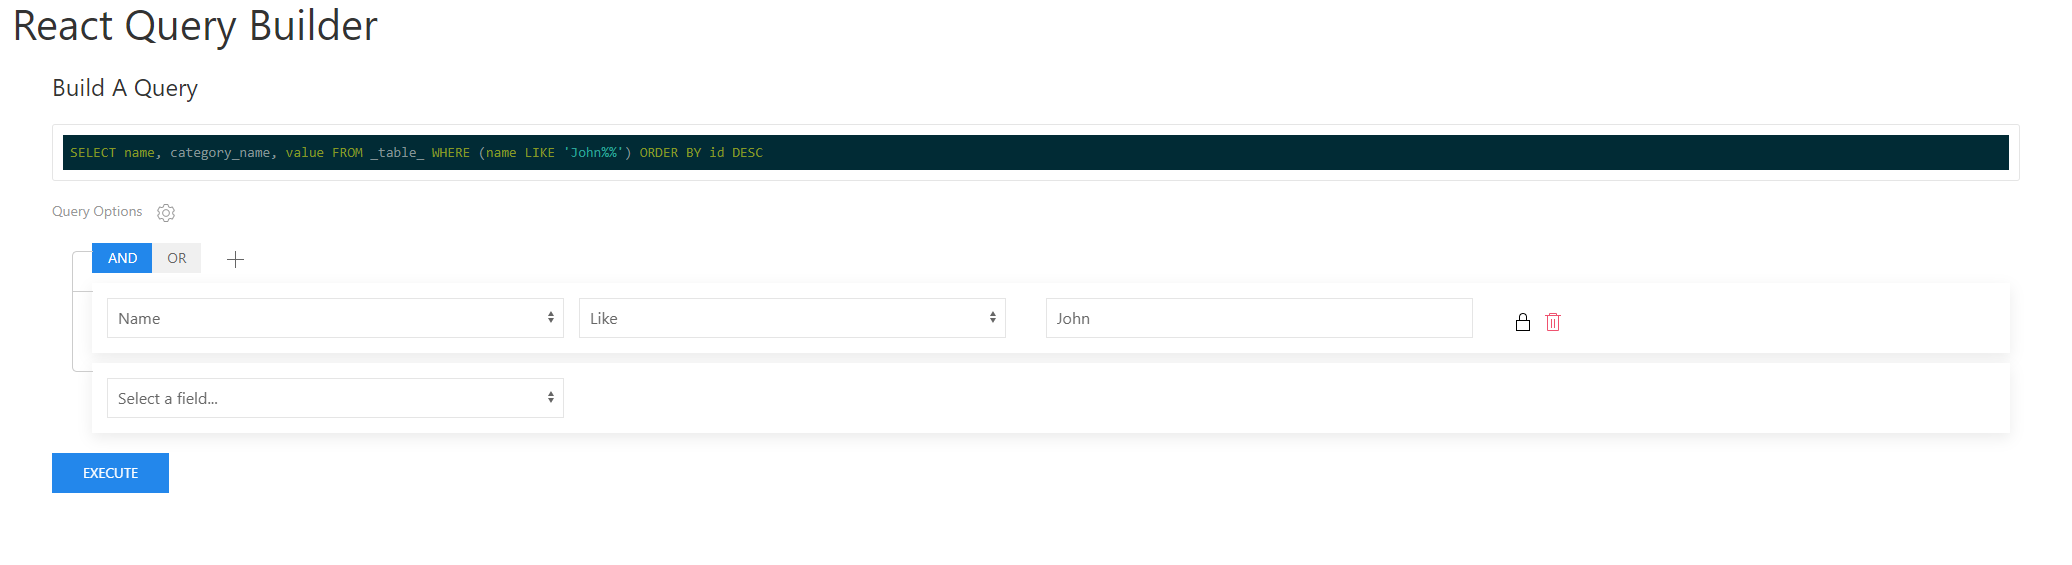 React Query Builder
Build A Query
SELECT name, category_name, value FROM _table_ WHERE (name LIKE 'John%%') ORDER BY id DESC
Query Options
AND OR
Name Like John
Select a field...
EXECUTE